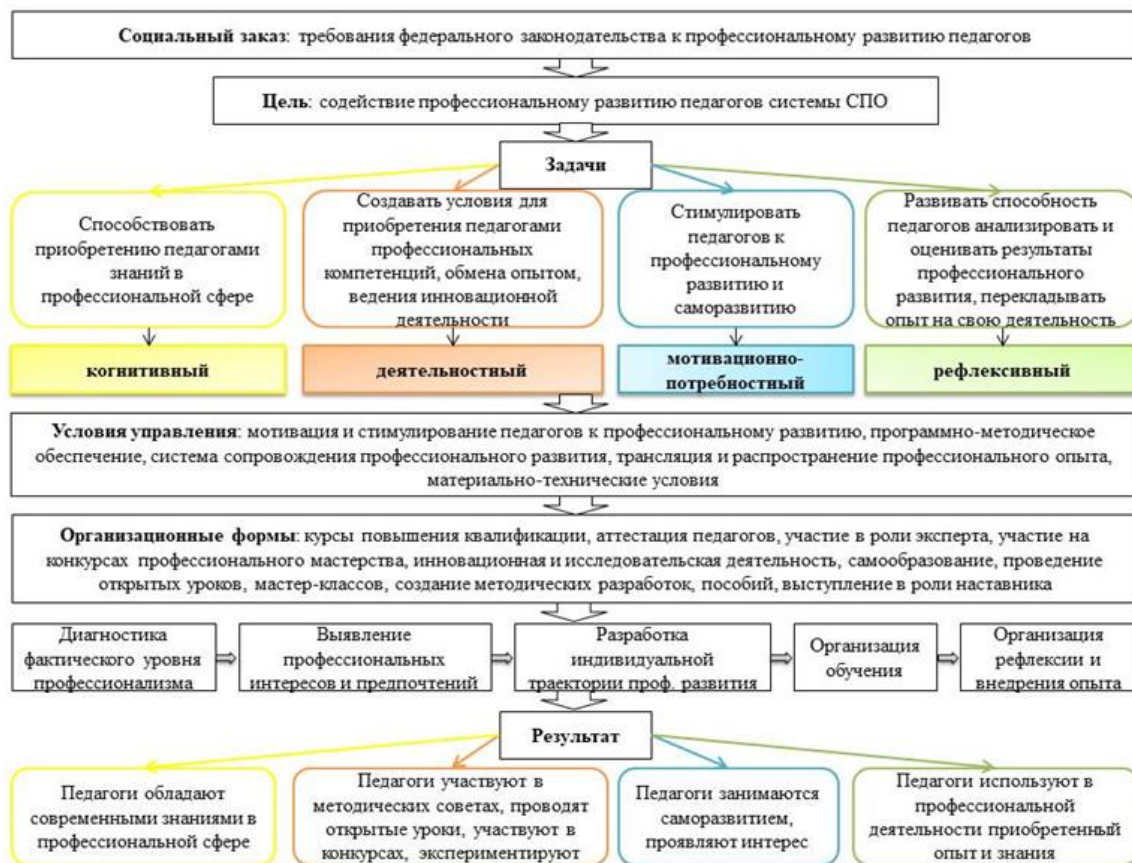 Социальный заказ: требования федерального законодательства к профессиональному развитию педагогов
Цель: содействие профессиональному развитию педагогов системы СПО
Задачи
Способствовать
приобретению педагогами
знаний в
профессиональной сфере
Создавать условия для
приобретения педагогами
профессиональных
компетенций, обмена опытом,
ведения инновационной
деятельности
Стимулировать
педагогов к
профессиональному
развитию и
саморазвитию
Развивать способность
педагогов анализировать и
оценивать результаты
профессионального
развития, перекладывать
опыт на свою деятельность
когнитивный
деятельностный
мотивационно-
потребностный
рефлексивный
Условия управления: мотивация и стимулирование педагогов к профессиональному развитию, программно-методическое
обеспечение, система сопровождения профессионального развития, трансляция и распространение профессионального опыта,
материально-технические условия
Организационные формы: курсы повышения квалификации, аттестация педагогов, участие в роли эксперта, участие на
конкурсах профессионального мастерства, инновационная и исследовательская деятельность, самообразование, проведение
открытых уроков, мастер-классов, создание методических разработок, пособий, выступление в роли наставника
Диагностика
фактического уровня
профессионализма
Выявление
профессиональных
интересов и предпочтений
Разработка
индивидуальной
траектории проф. развития
Организация
обучения
Организация
рефлексии и
внедрения опыта
Результат
Педагоги обладают
современными знаниями в
профессиональной сфере
Педагоги участвуют в
методических советах, проводят
открытые уроки, участвуют в
конкурсах, экспериментируют
Педагоги занимаются
саморазвитием,
проявляют интерес
Педагоги используют в
профессиональной
деятельности приобретенный
опыт и знания